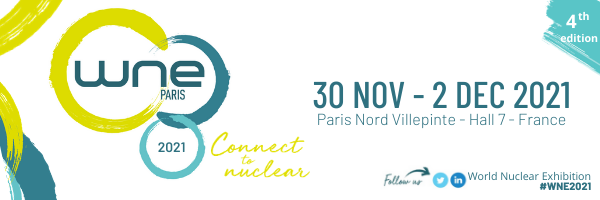 wne
PARIS
2021
Connect
to
nuclear
4th
edition
30 NOV - 2 DEC 2021
Paris Nord Villepinte - Hall 7 - France
Follow us
World Nuclear Exhibition
#WNE2021